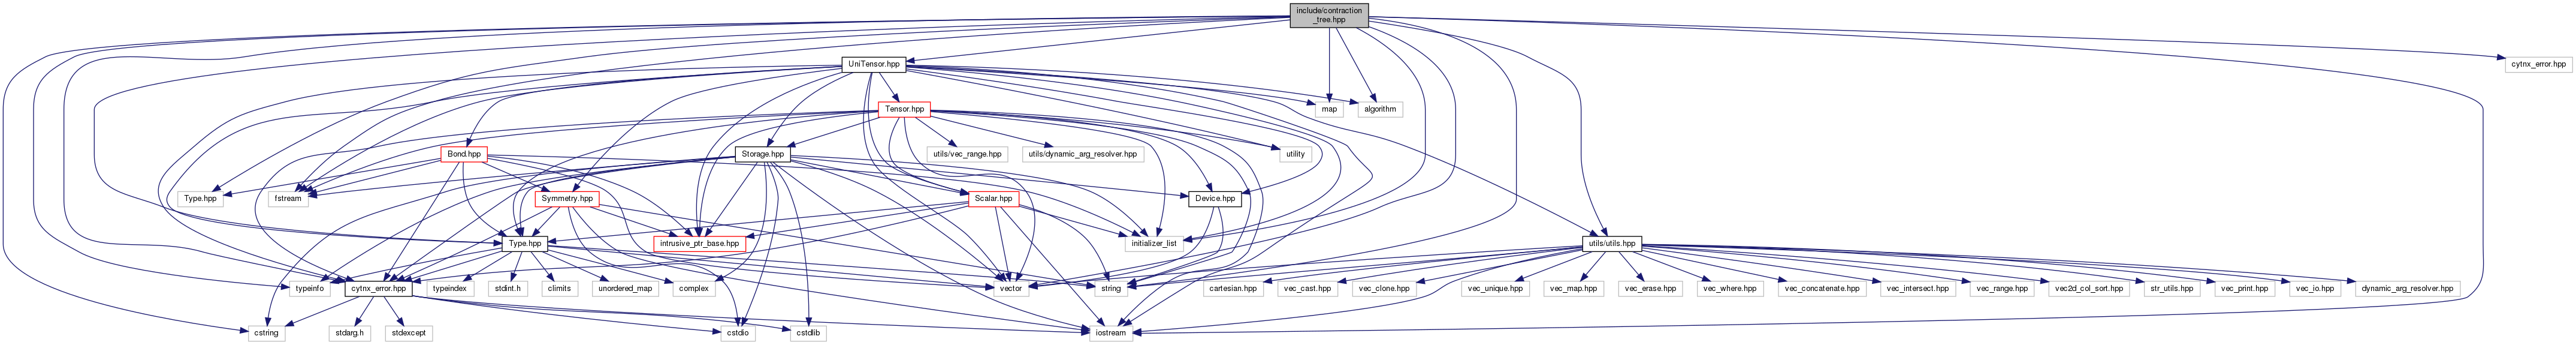 include/contraction
_tree.hpp
UniTensor.hpp
cytnx_error.hpp
Tensor.hpp
map
algorithm
Bond.hpp
Storage.hpp
utils/vec_range.hpp
utils/dynamic_arg_resolver.hpp
utility
Type.hpp
fstream
Symmetry.hpp
Scalar.hpp
Device.hpp
Type.hpp
intrusive_ptr_base.hpp
initializer_list
utils/utils.hpp
typeinfo
cytnx_error.hpp
typeindex
stdint.h
climits
unordered_map
complex
vector
string
cartesian.hpp
vec_cast.hpp
vec_clone.hpp
vec_unique.hpp
vec_map.hpp
vec_erase.hpp
vec_where.hpp
vec_concatenate.hpp
vec_intersect.hpp
vec_range.hpp
vec2d_col_sort.hpp
str_utils.hpp
vec_print.hpp
vec_io.hpp
dynamic_arg_resolver.hpp
cstring
stdarg.h
stdexcept
cstdio
cstdlib
iostream